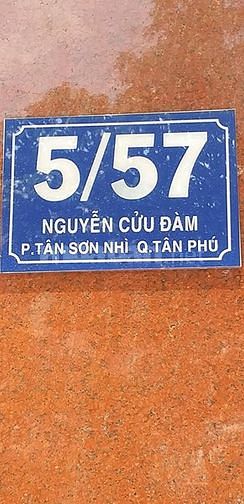 5/57
NGUYỄN CỬU ĐÀM
P.TÂN SƠN NHÌ Q.TÂN PHÚ